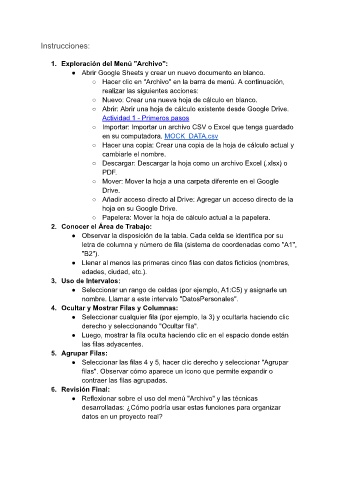 Instrucciones:
1. Exploración del Menú "Archivo":
● Abrir Google Sheets y crear un nuevo documento en blanco.
○ Hacer clic en "Archivo" en la barra de menú. A continuación,
realizar las siguientes acciones:
○ Nuevo: Crear una nueva hoja de cálculo en blanco.
○ Abrir: Abrir una hoja de cálculo existente desde Google Drive.
Actividad 1 - Primeros pasos
○ Importar: Importar un archivo CSV o Excel que tenga guardado
en su computadora. MOCK_DATA.csv
○ Hacer una copia: Crear una copia de la hoja de cálculo actual y
cambiarle el nombre.
○ Descargar: Descargar la hoja como un archivo Excel (.xlsx) o
PDF.
○ Mover: Mover la hoja a una carpeta diferente en el Google
Drive.
○ Añadir acceso directo al Drive: Agregar un acceso directo de la
hoja en su Google Drive.
○ Papelera: Mover la hoja de cálculo actual a la papelera.
2. Conocer el Área de Trabajo:
● Observar la disposición de la tabla. Cada celda se identifica por su
letra de columna y número de fila (sistema de coordenadas como "A1",
"B2").
● Llenar al menos las primeras cinco filas con datos ficticios (nombres,
edades, ciudad, etc.).
3. Uso de Intervalos:
● Seleccionar un rango de celdas (por ejemplo, A1:C5) y asignarle un
nombre. Llamar a este intervalo "DatosPersonales".
4. Ocultar y Mostrar Filas y Columnas:
● Seleccionar cualquier fila (por ejemplo, la 3) y ocultarla haciendo clic
derecho y seleccionando "Ocultar fila".
● Luego, mostrar la fila oculta haciendo clic en el espacio donde están
las filas adyacentes.
5. Agrupar Filas:
● Seleccionar las filas 4 y 5, hacer clic derecho y seleccionar "Agrupar
filas". Observar cómo aparece un icono que permite expandir o
contraer las filas agrupadas.
6. Revisión Final:
● Reflexionar sobre el uso del menú "Archivo" y las técnicas
desarrolladas: ¿Cómo podría usar estas funciones para organizar
datos en un proyecto real?